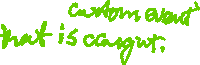 custom event
that is caught.